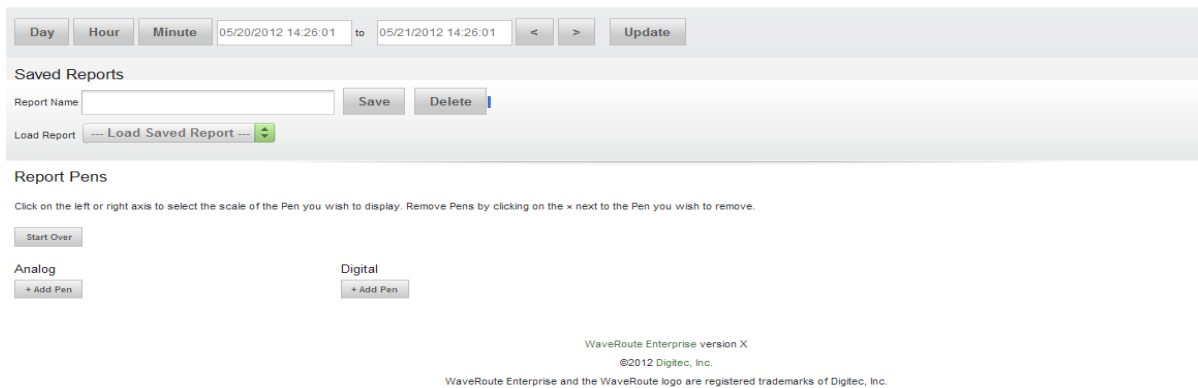 Day Hour Minute 05/20/2012 14:26:01 to 05/21/2012 14:26:01 < > Update
Saved Reports
Report Name Save Delete
Load Report --- Load Saved Report ---
Report Pens
Click on the left or right axis to select the scale of the Pen you wish to display. Remove Pens by clicking on the × next to the Pen you wish to remove.
Start Over
Analog Digital
+ Add Pen + Add Pen
WaveRoute Enterprise version X
©2012 Digitec, Inc.
WaveRoute Enterprise and the WaveRoute logo are registered trademarks of Digitec, Inc.